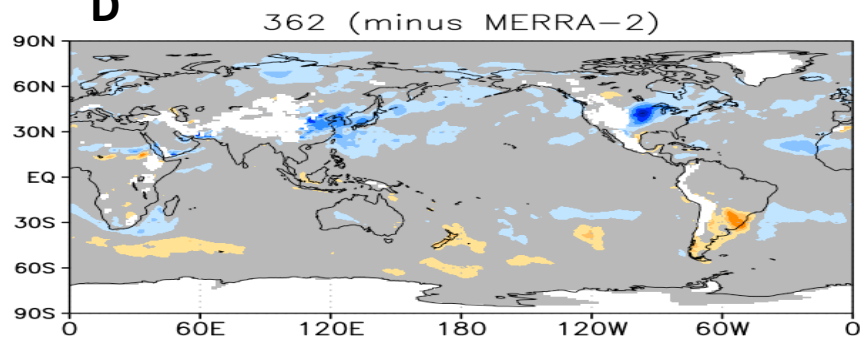 D
362 (minus MERRA−2)
90N
60N
30N
EQ
30S
60S
90S
0 60E 120E 180 120W 60W 0